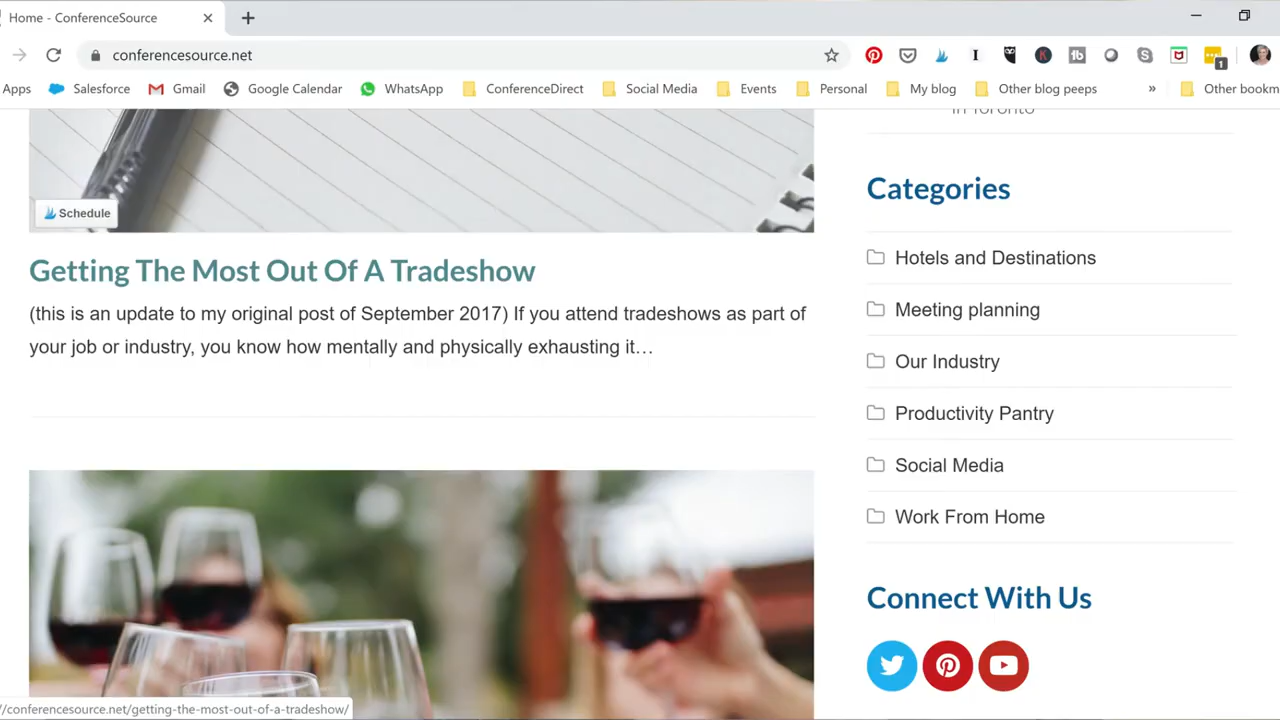 Home - ConferenceSource
conferencesource.net
1
Apps Salesforce Gmail Google Calendar WhatsApp ConferenceDirect Social Media Events Personal My blog Other blog peeps » Other bookm
in Toronto
Categories
Schedule
Hotels and Destinations
Getting The Most Out Of A Tradeshow
(this is an update to my original post of September 2017) If you attend tradeshows as part of
your job or industry, you know how mentally and physically exhausting it…
Meeting planning
Our Industry
Productivity Pantry
Social Media
Work From Home
Connect With Us
//conferencesource.net/getting-the-most-out-of-a-tradeshow/